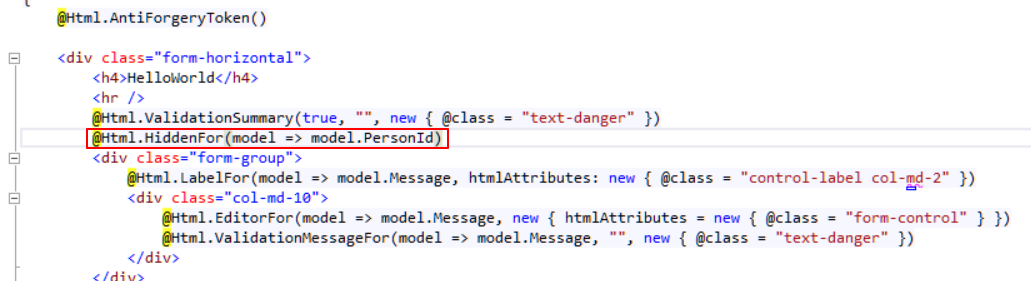 {
@Html.AntiForgeryToken()
<div class="form-horizontal">
<h4>HelloWorld</h4>
<hr />
@Html.ValidationSummary(true, "", new { @class = "text-danger" })
@Html.HiddenFor(model => model.PersonId)
<div class="form-group">
@Html.LabelFor(model => model.Message, htmlAttributes: new { @class = "control-label col-md-2" })
<div class="col-md-10">
@Html.EditorFor(model => model.Message, new { htmlAttributes = new { @class = "form-control" } })
@Html.ValidationMessageFor(model => model.Message, "", new { @class = "text-danger" })
</div>
</div>